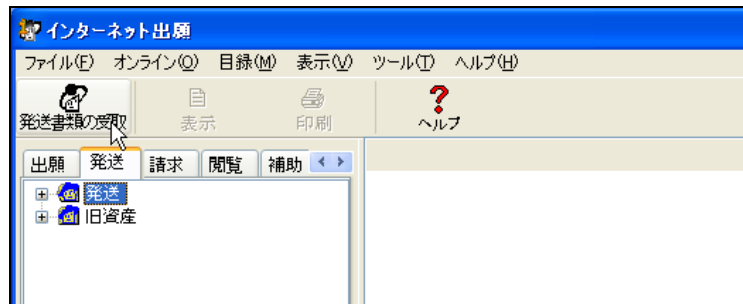 インターネット出願
ファイル(F) オンライン(O) 目録(M) 表示(V) ツール(T) ヘルプ(H)
発送書類の受取 表示 印刷 ヘルプ
出願 発送 請求 閲覧 補助
発送
旧資産